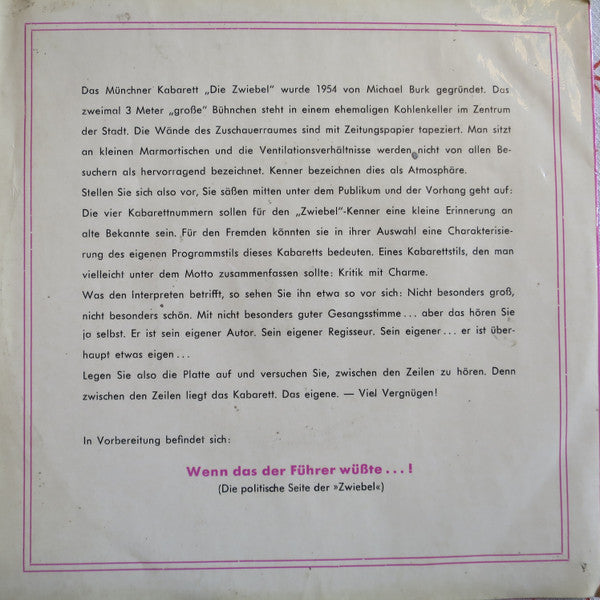 Das Münchner Kabarett „Die Zwiebel“ wurde 1954 von Michael Burk gegründet. Das
zweimal 3 Meter „große“ Bühnchen steht in einem ehemaligen Kohlenkeller im Zentrum
der Stadt. Die Wände des Zuschauerraumes sind mit Zeitungspapier tapeziert. Man sitzt
an kleinen Marmortischen und die Ventilationsverhältnisse werden nicht von allen Be-
suchern als hervorragend bezeichnet. Kenner bezeichnen dies als Atmosphäre.
Stellen Sie sich also vor, Sie säßen mitten unter dem Publikum und der Vorhang geht auf:
Die vier Kabarettnummern sollen für den „Zwiebel“-Kenner eine kleine Erinnerung an
alte Bekannte sein. Für den Fremden könnten sie in ihrer Auswahl eine Charakterisie-
rung des eigenen Programmstils dieses Kabaretts bedeuten. Eines Kabarettstils, den man
vielleicht unter dem Motto zusammenfassen sollte: Kritik mit Charme.
Was den Interpreten betrifft, so sehen Sie ihn etwa so vor sich: Nicht besonders groß,
nicht besonders schön. Mit nicht besonders guter Gesangsstimme ... aber das hören Sie
ja selbst. Er ist sein eigener Autor. Sein eigener Regisseur. Sein eigener ... er ist über-
haupt etwas eigen ...
Legen Sie also die Platte auf und versuchen Sie, zwischen den Zeilen zu hören. Denn
zwischen den Zeilen liegt das Kabarett. Das eigene. — Viel Vergnügen!
In Vorbereitung befindet sich:
Wenn das der Führer wüßte ... !
(Die politische Seite der »Zwiebel«)